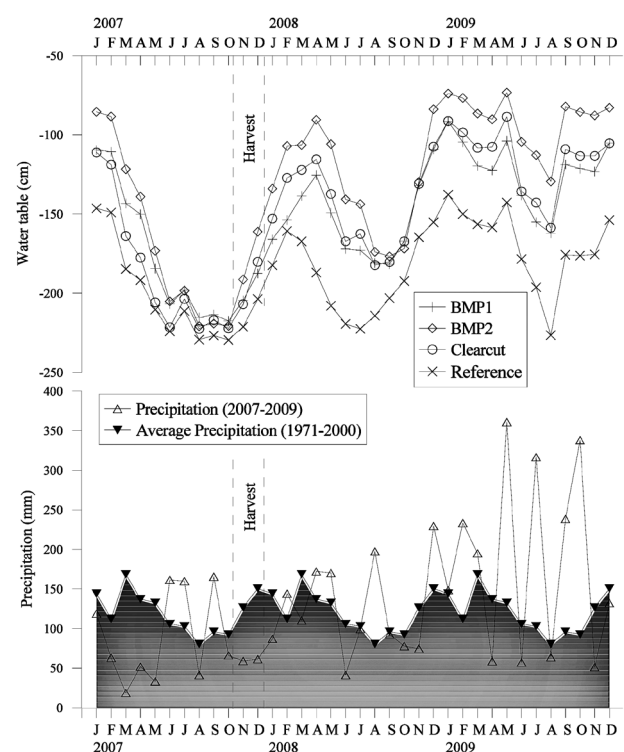 2007 2008 2009
J F M A M J J A S O N D J F M A M J J A S O N D J F M A M J J A S O N D
-50
-100
-150
-200
-250
Water table (cm)
Harvest
BMP1
BMP2
Clearcut
Reference
400
350
300
250
200
150
100
50
0
Precipitation (mm)
Precipitation (2007-2009)
Average Precipitation (1971-2000)
Harvest
J F M A M J J A S O N D J F M A M J J A S O N D J F M A M J J A S O N D
2007 2008 2009